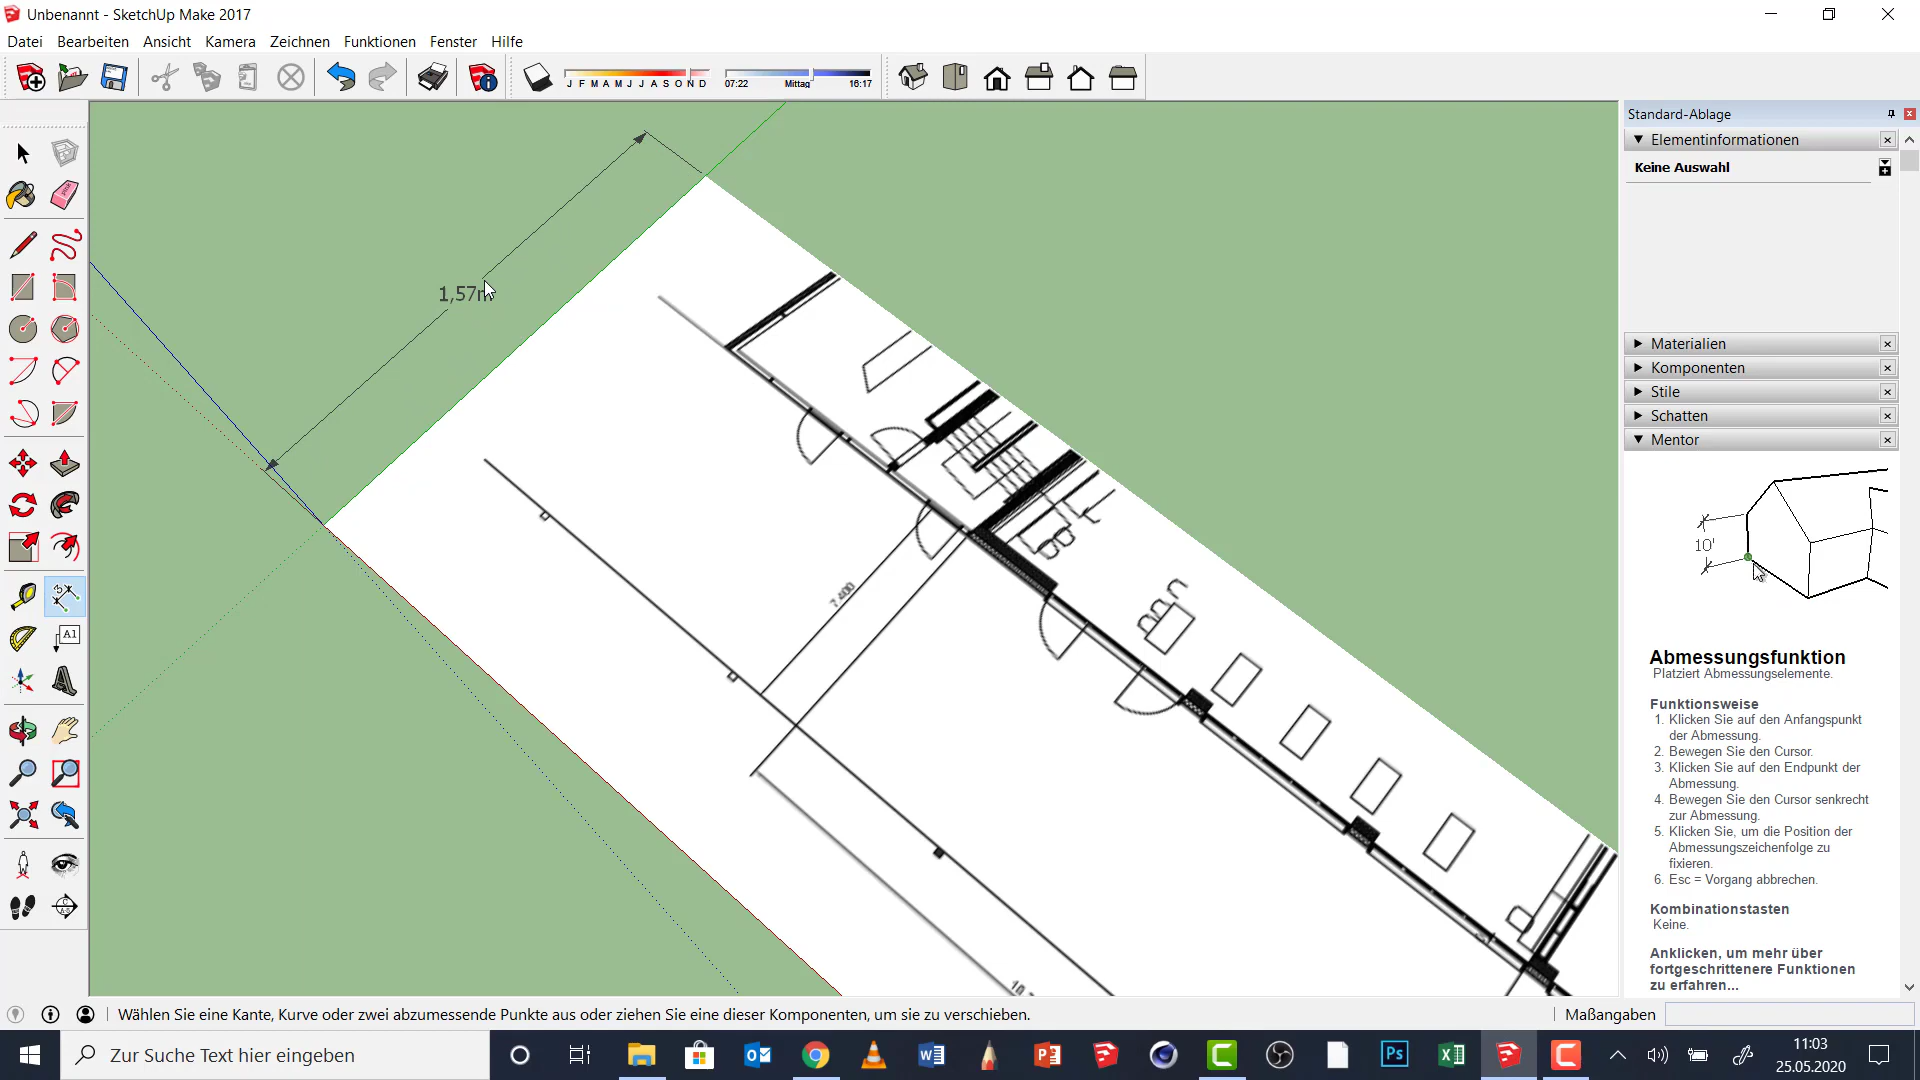 Unbenannt - SketchUp Make 2017
Datei Bearbeiten Ansicht Kamera Zeichnen Funktionen Fenster Hilfe
J F M A M J J A S O N D 07:22 Mittag 16:17
Standard-Ablage
Elementinformationen
Keine Auswahl
1,57m
7.400
Materialien
Komponenten
Stile
Schatten
Mentor
10'
Abmessungsfunktion
Platziert Abmessungselemente.
Funktionsweise
1. Klicken Sie auf den Anfangspunkt
der Abmessung.
2. Bewegen Sie den Cursor.
3. Klicken Sie auf den Endpunkt der
Abmessung.
4. Bewegen Sie den Cursor senkrecht
zur Abmessung.
5. Klicken Sie, um die Position der
Abmessungszeichenfolge zu
fixieren.
6. Esc = Vorgang abbrechen.
Kombinationstasten
Keine.
Anklicken, um mehr über
fortgeschrittenere Funktionen
zu erfahren...
Wählen Sie eine Kante, Kurve oder zwei abzumessende Punkte aus oder ziehen Sie eine dieser Komponenten, um sie zu verschieben.
Maßangaben
Zur Suche Text hier eingeben
11:03
25.05.2020